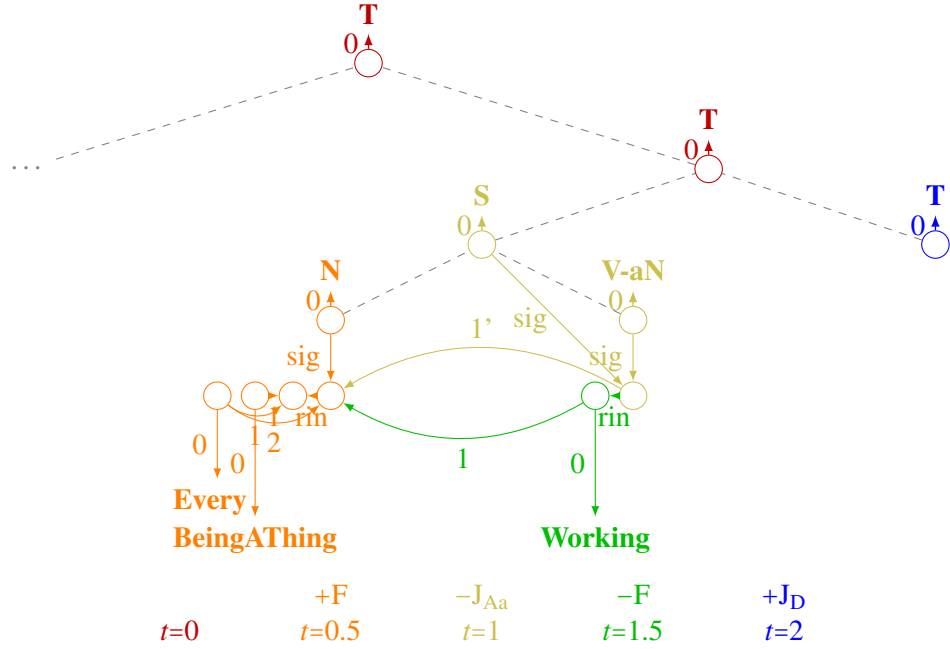 T
0
T
0
…
S
0
T
0
N
0
V-aN
0
sig
1’
sig
sig
1
1
2
rin
rin
0
0
1
0
Every
BeingAThing
Working
+F −J_Aa −F +J_D
t=0 t=0.5 t=1 t=1.5 t=2